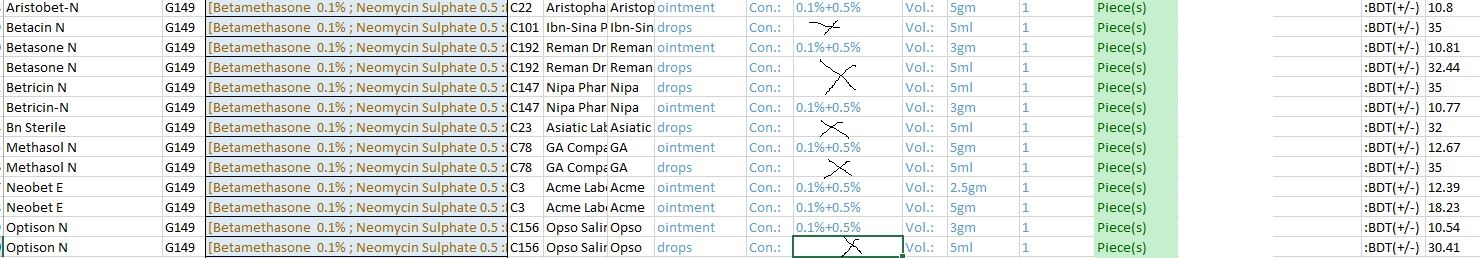 Aristobet-N G149 [Betamethasone 0.1% ; Neomycin Sulphate 0.5 : C22 Aristopha Aristop ointment Con.: 0.1%+0.5% Vol.: 5gm 1 Piece(s) :BDT(+/-) 10.8
Betacin N G149 [Betamethasone 0.1% ; Neomycin Sulphate 0.5 : C101 Ibn-Sina P Ibn-Sin drops Con.: Vol.: 5ml 1 Piece(s) :BDT(+/-) 35
Betasone N G149 [Betamethasone 0.1% ; Neomycin Sulphate 0.5 : C192 Reman Dr Reman ointment Con.: 0.1%+0.5% Vol.: 3gm 1 Piece(s) :BDT(+/-) 10.81
Betasone N G149 [Betamethasone 0.1% ; Neomycin Sulphate 0.5 : C192 Reman Dr Reman drops Con.: Vol.: 5ml 1 Piece(s) :BDT(+/-) 32.44
Betricin N G149 [Betamethasone 0.1% ; Neomycin Sulphate 0.5 : C147 Nipa Phar Nipa drops Con.: Vol.: 5ml 1 Piece(s) :BDT(+/-) 35
Betricin-N G149 [Betamethasone 0.1% ; Neomycin Sulphate 0.5 : C147 Nipa Phar Nipa ointment Con.: 0.1%+0.5% Vol.: 3gm 1 Piece(s) :BDT(+/-) 10.77
Bn Sterile G149 [Betamethasone 0.1% ; Neomycin Sulphate 0.5 : C23 Asiatic Lab Asiatic drops Con.: Vol.: 5ml 1 Piece(s) :BDT(+/-) 32
Methasol N G149 [Betamethasone 0.1% ; Neomycin Sulphate 0.5 : C78 GA Compa GA ointment Con.: 0.1%+0.5% Vol.: 5gm 1 Piece(s) :BDT(+/-) 12.67
Methasol N G149 [Betamethasone 0.1% ; Neomycin Sulphate 0.5 : C78 GA Compa GA drops Con.: Vol.: 5ml 1 Piece(s) :BDT(+/-) 35
Neobet E G149 [Betamethasone 0.1% ; Neomycin Sulphate 0.5 : C3 Acme Labo Acme ointment Con.: 0.1%+0.5% Vol.: 2.5gm 1 Piece(s) :BDT(+/-) 12.39
Neobet E G149 [Betamethasone 0.1% ; Neomycin Sulphate 0.5 : C3 Acme Labo Acme ointment Con.: 0.1%+0.5% Vol.: 5gm 1 Piece(s) :BDT(+/-) 18.23
Optison N G149 [Betamethasone 0.1% ; Neomycin Sulphate 0.5 : C156 Opso Salin Opso ointment Con.: 0.1%+0.5% Vol.: 3gm 1 Piece(s) :BDT(+/-) 10.54
Optison N G149 [Betamethasone 0.1% ; Neomycin Sulphate 0.5 : C156 Opso Salin Opso drops Con.: Vol.: 5ml 1 Piece(s) :BDT(+/-) 30.41